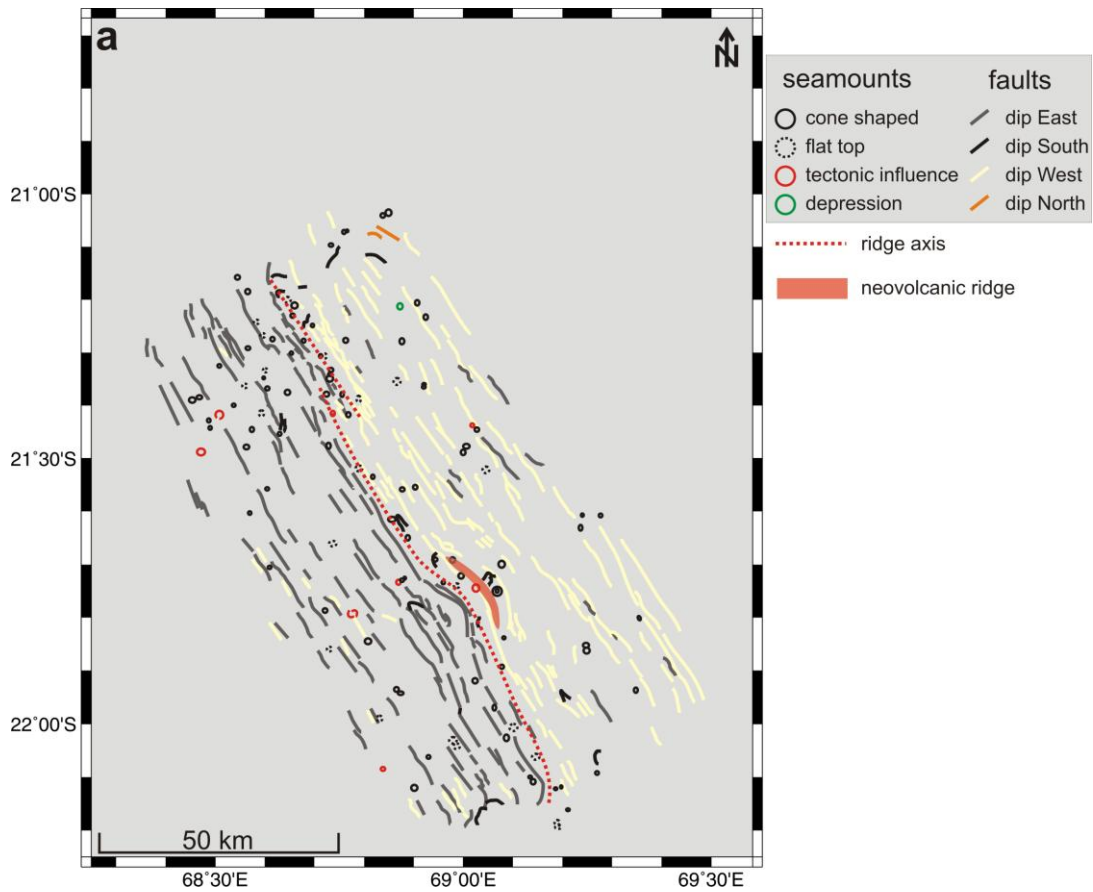 a
N
seamounts faults
cone shaped dip East
flat top dip South
tectonic influence dip West
depression dip North
ridge axis
neovolcanic ridge
21°00'S
21°30'S
22°00'S
50 km
68°30'E 69°00'E 69°30'E